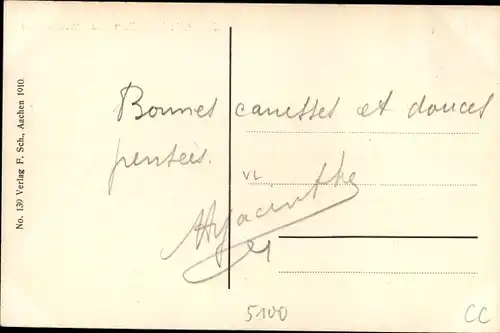 Bonnes caresses et douces
pensées.
VL
Hyacinthe
5100
CC
No. 139 Verlag F. Sch., Aachen 1910